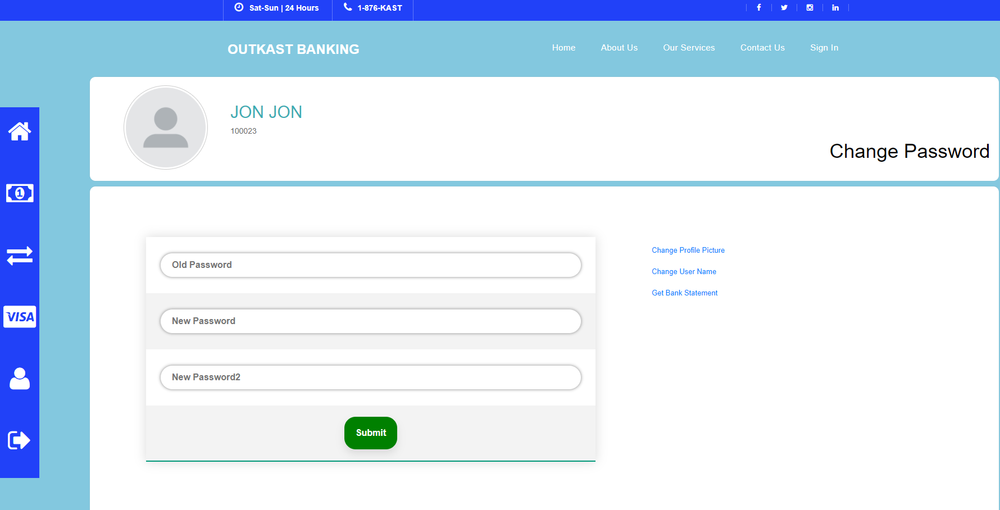 Sat-Sun | 24 Hours
1-876-KAST
OUTKAST BANKING
Home
About Us
Our Services
Contact Us
Sign In
JON JON
100023
Change Password
1
VISA
Old Password
New Password
New Password2
Submit
Change Profile Picture
Change User Name
Get Bank Statement